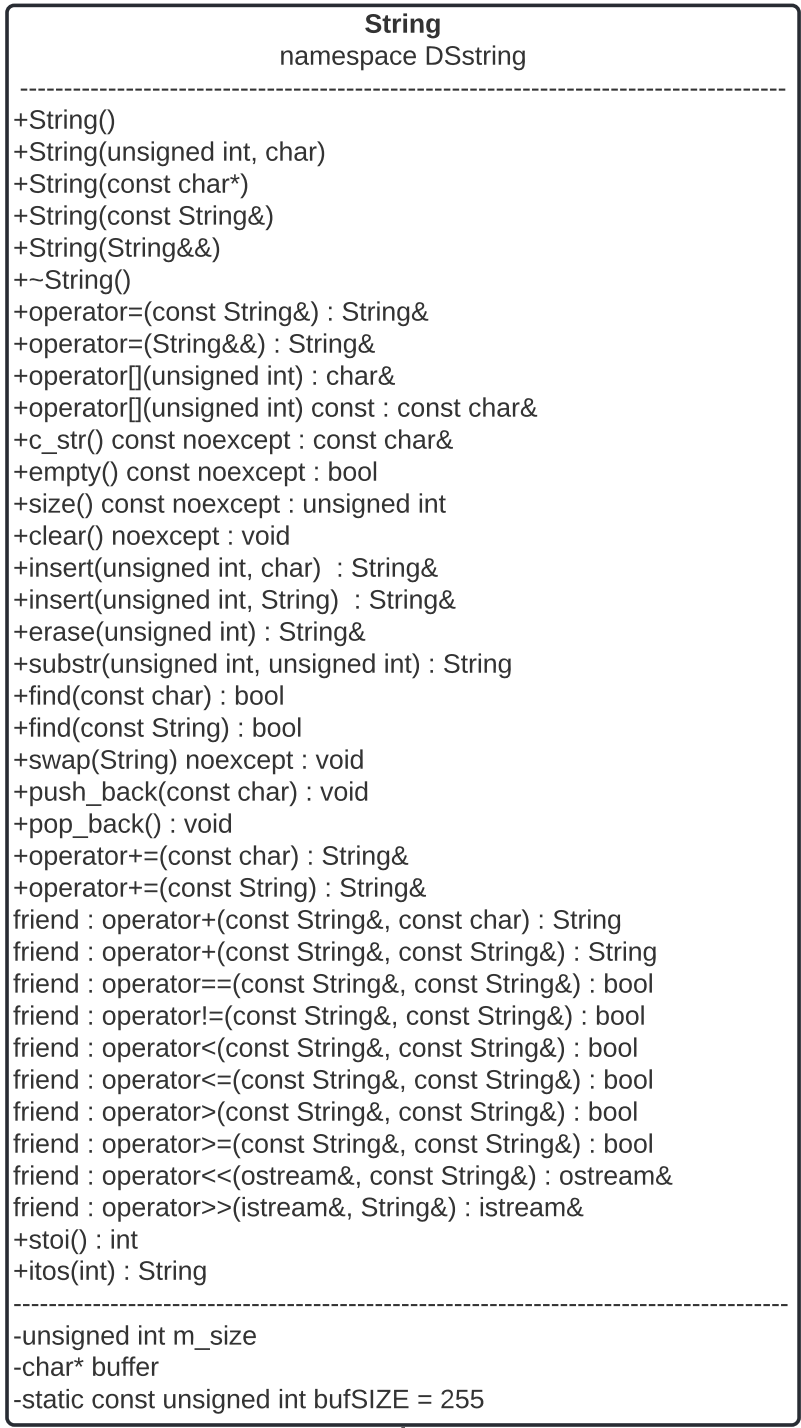 String
namespace DSstring
--------------------------------------------------------------------------------------------
+String()
+String(unsigned int, char)
+String(const char*)
+String(const String&)
+String(String&&)
+~String()
+operator=(const String&) : String&
+operator=(String&&) : String&
+operator[](unsigned int) : char&
+operator[](unsigned int) const : const char&
+c_str() const noexcept : const char&
+empty() const noexcept : bool
+size() const noexcept : unsigned int
+clear() noexcept : void
+insert(unsigned int, char)  : String&
+insert(unsigned int, String)  : String&
+erase(unsigned int) : String&
+substr(unsigned int, unsigned int) : String
+find(const char) : bool
+find(const String) : bool
+swap(String) noexcept : void
+push_back(const char) : void
+pop_back() : void
+operator+=(const char) : String&
+operator+=(const String) : String&
friend : operator+(const String&, const char) : String
friend : operator+(const String&, const String&) : String
friend : operator==(const String&, const String&) : bool
friend : operator!=(const String&, const String&) : bool
friend : operator<(const String&, const String&) : bool
friend : operator<=(const String&, const String&) : bool
friend : operator>(const String&, const String&) : bool
friend : operator>=(const String&, const String&) : bool
friend : operator<<(ostream&, const String&) : ostream&
friend : operator>>(istream&, String&) : istream&
+stoi() : int
+itos(int) : String
---------------------------------------------------------------------------------------------
-unsigned int m_size
-char* buffer
-static const unsigned int bufSIZE = 255